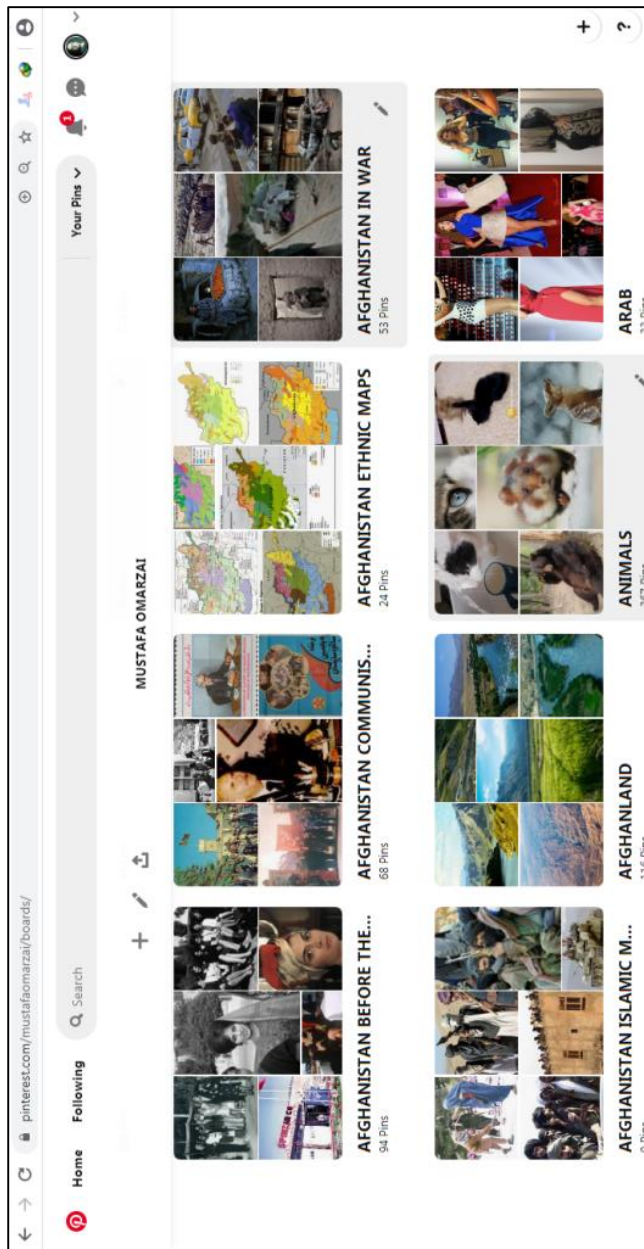 pinterest.com/mustafaomarzai/boards/
Home
Following
Search
Your Pins
1
MUSTAFA OMARZAI
AFGHANISTAN BEFORE THE...
94 Pins
AFGHANISTAN COMMUNIS...
68 Pins
AFGHANISTAN ETHNIC MAPS
24 Pins
AFGHANISTAN IN WAR
53 Pins
AFGHANISTAN ISLAMIC M...
AFGHANLAND
ANIMALS
ARAB
+
?